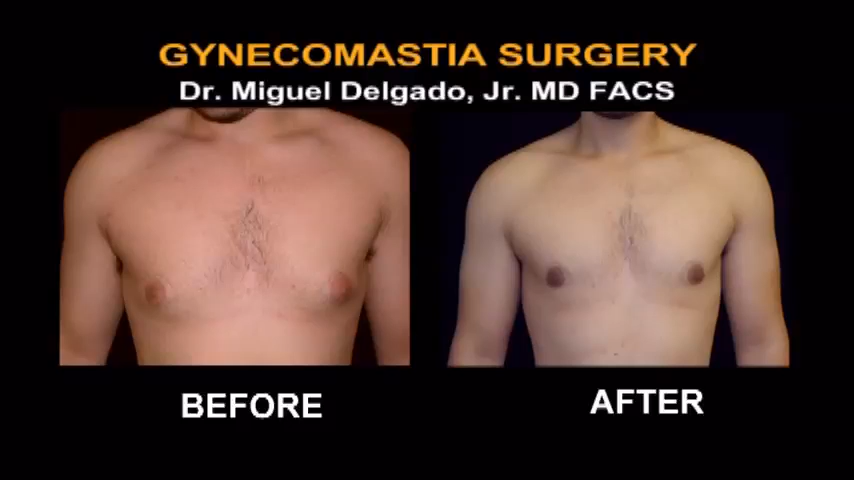 GYNECOMASTIA SURGERY
Dr. Miguel Delgado, Jr. MD FACS
BEFORE
AFTER